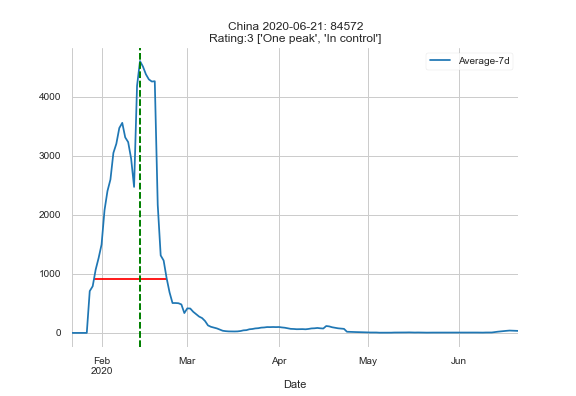 China 2020-06-21: 84572
Rating:3 ['One peak', 'In control']
Average-7d
4000
3000
2000
1000
0
Feb
2020
Mar
Apr
May
Jun
Date